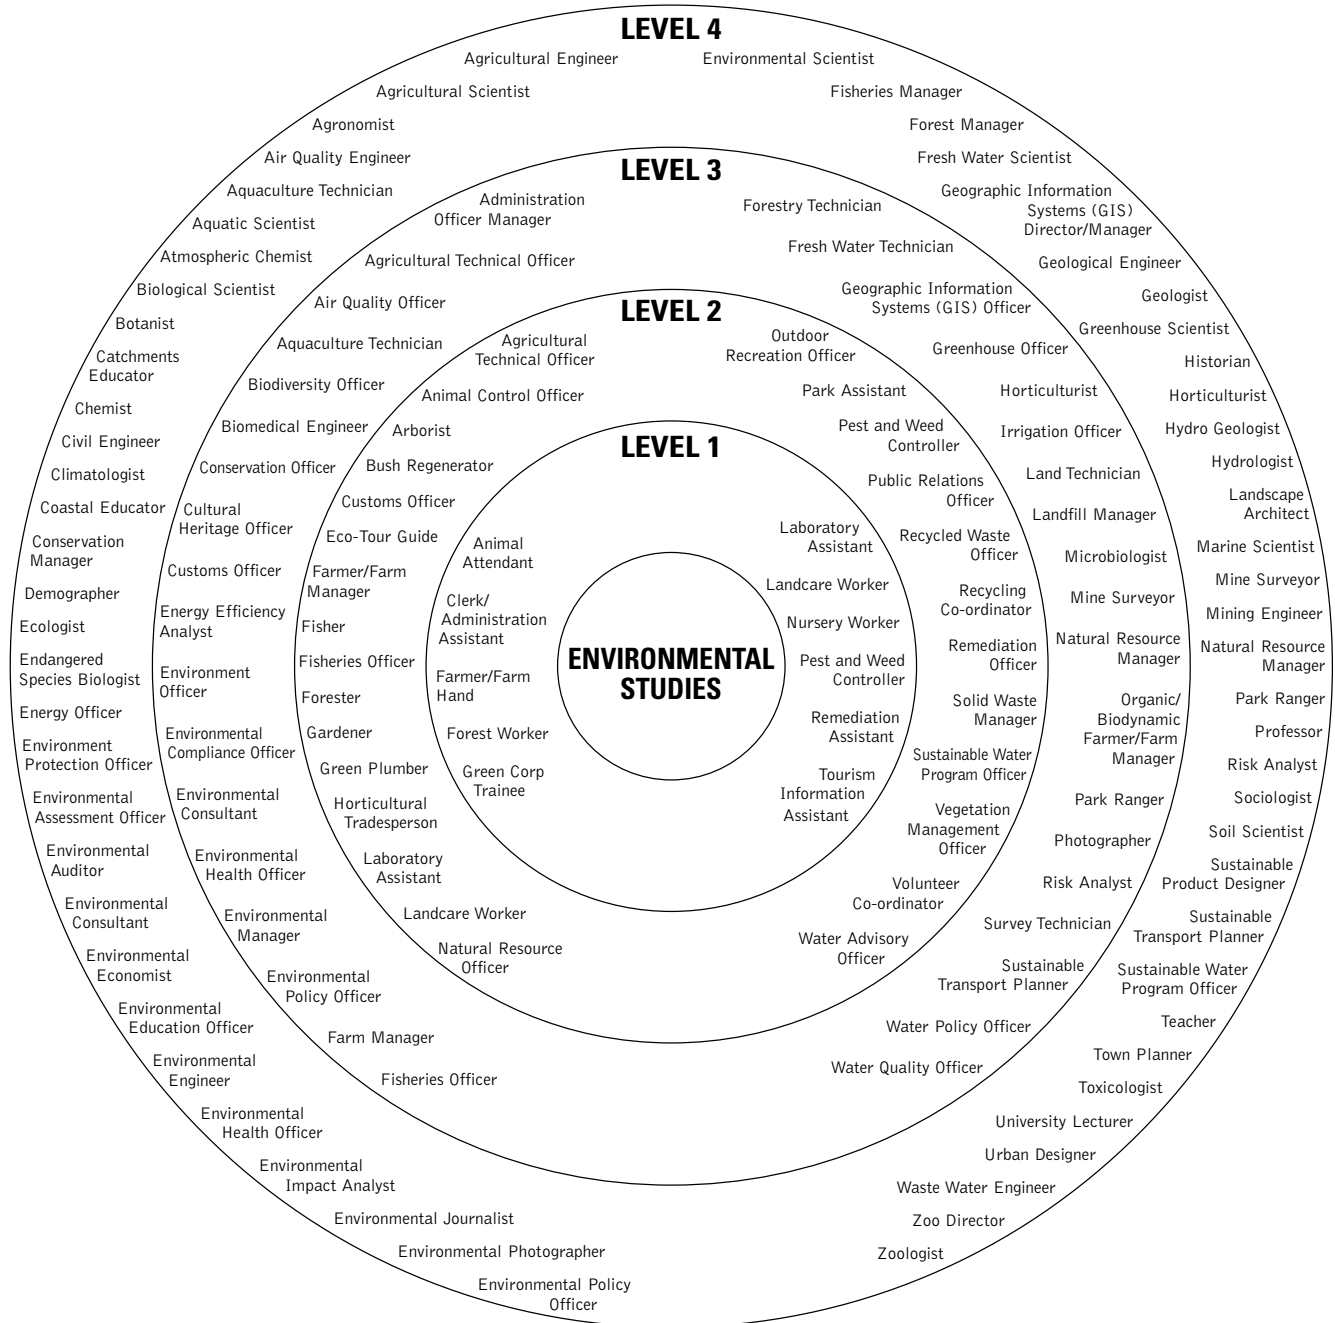 LEVEL 4
Agricultural Engineer
Agricultural Scientist
Agronomist
Air Quality Engineer
Aquaculture Technician
Aquatic Scientist
Atmospheric Chemist
Biological Scientist
Botanist
Catchments
Educator
Chemist
Civil Engineer
Climatologist
Coastal Educator
Conservation
Manager
Demographer
Ecologist
Endangered
Species Biologist
Energy Officer
Environment
Protection Officer
Environmental
Assessment Officer
Environmental
Auditor
Environmental
Consultant
Environmental
Economist
Environmental
Education Officer
Environmental
Engineer
Environmental
Health Officer
Environmental
Impact Analyst
Environmental Journalist
Environmental Photographer
Environmental Policy
Officer
Environmental Scientist
Fisheries Manager
Forest Manager
Fresh Water Scientist
Geographic Information
Systems (GIS)
Director/Manager
Geological Engineer
Geologist
Greenhouse Scientist
Historian
Horticulturist
Hydro Geologist
Hydrologist
Landscape
Architect
Marine Scientist
Mine Surveyor
Mining Engineer
Natural Resource
Manager
Park Ranger
Professor
Risk Analyst
Sociologist
Soil Scientist
Sustainable
Product Designer
Sustainable
Transport Planner
Sustainable Water
Program Officer
Teacher
Town Planner
Toxicologist
University Lecturer
Urban Designer
Waste Water Engineer
Zoo Director
Zoologist
LEVEL 3
Administration
Officer Manager
Agricultural Technical Officer
Air Quality Officer
Aquaculture Technician
Biodiversity Officer
Biomedical Engineer
Conservation Officer
Cultural
Heritage Officer
Customs Officer
Energy Efficiency
Analyst
Environment
Officer
Environmental
Compliance Officer
Environmental
Consultant
Environmental
Health Officer
Environmental
Manager
Environmental
Policy Officer
Farm Manager
Fisheries Officer
Forestry Technician
Fresh Water Technician
Geographic Information
Systems (GIS) Officer
Greenhouse Officer
Horticulturist
Irrigation Officer
Land Technician
Landfill Manager
Microbiologist
Mine Surveyor
Natural Resource
Manager
Organic/
Biodynamic
Farmer/Farm
Manager
Park Ranger
Photographer
Risk Analyst
Survey Technician
Sustainable
Transport Planner
Water Policy Officer
Water Quality Officer
LEVEL 2
Agricultural
Technical Officer
Animal Control Officer
Arborist
Bush Regenerator
Customs Officer
Eco-Tour Guide
Farmer/Farm
Manager
Fisher
Fisheries Officer
Forester
Gardener
Green Plumber
Horticultural
Tradesperson
Laboratory
Assistant
Landcare Worker
Natural Resource
Officer
Outdoor
Recreation Officer
Park Assistant
Pest and Weed
Controller
Public Relations
Officer
Recycled Waste
Officer
Recycling
Co-ordinator
Remediation
Officer
Solid Waste
Manager
Sustainable Water
Program Officer
Vegetation
Management
Officer
Volunteer
Co-ordinator
Water Advisory
Officer
LEVEL 1
Animal
Attendant
Clerk/
Administration
Assistant
Farmer/Farm
Hand
Forest Worker
Green Corp
Trainee
Laboratory
Assistant
Landcare Worker
Nursery Worker
Pest and Weed
Controller
Remediation
Assistant
Tourism
Information
Assistant
ENVIRONMENTAL
STUDIES